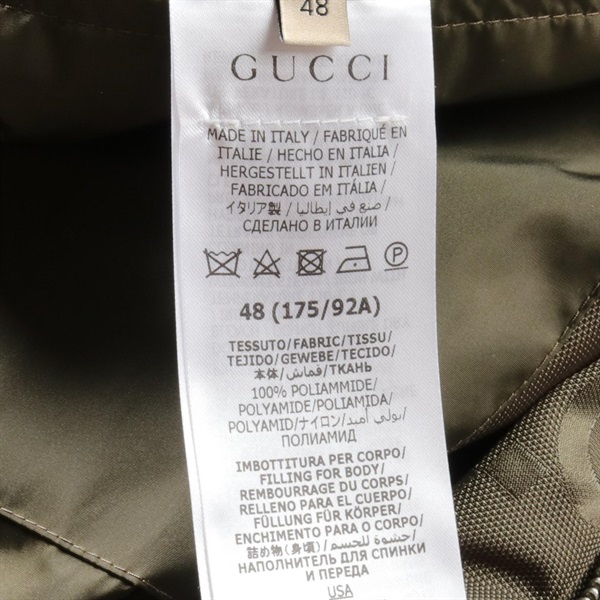 48
GUCCI
MADE IN ITALY / FABRIQUÉ EN
ITALIE / HECHO EN ITALIA /
HERGESTELLT IN ITALIEN /
FABRICADO EM ITÁLIA /
イタリア製 / صنع في إيطاليا /
СДЕЛАНО В ИТАЛИИ
P
48 (175/92A)
TESSUTO/FABRIC/TISSU/
TEJIDO/GEWEBE/TECIDO/
本体/قماش/ТКАНЬ
100% POLIAMMIDE/
POLYAMIDE/POLIAMIDA/
POLYAMID/ナイロン/بولي أميد/
ПОЛИАМИД
IMBOTTITURA PER CORPO/
FILLING FOR BODY/
REMBOURRAGE DU CORPS/
RELLENO PARA EL CUERPO/
FÜLLUNG FÜR KÖRPER/
ENCHIMENTO PARA O CORPO/
詰め物(身頃)/حشوة للجسم/
НАПОЛНИТЕЛЬ ДЛЯ СПИНКИ
И ПЕРЕДА
USA